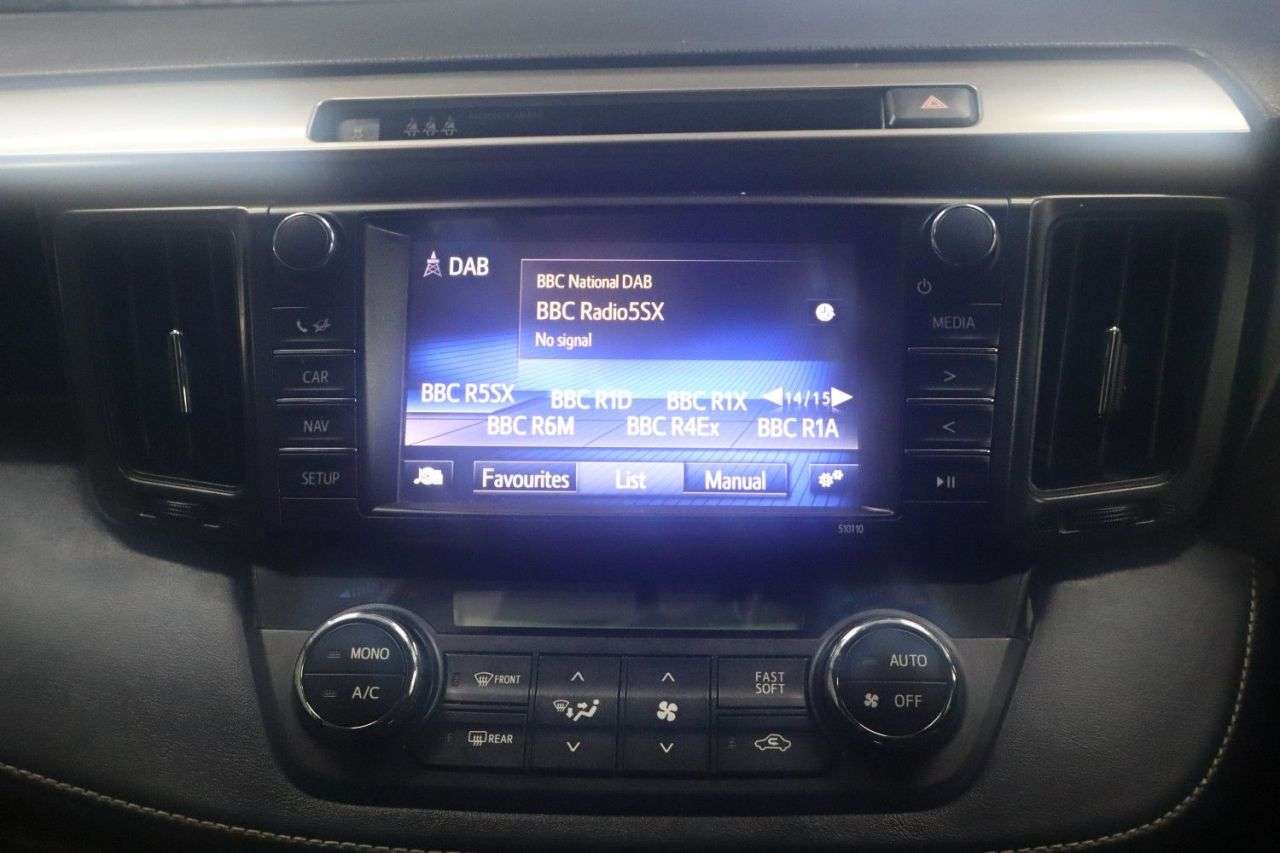 DAB
BBC National DAB
BBC Radio5SX
No signal
BBC R5SX BBC R1D BBC R1X 14/15
BBC R6M BBC R4Ex BBC R1A
Favourites List Manual
510110
CAR
NAV
SETUP
MEDIA
>
<
MONO
A/C
FRONT
REAR
FAST
SOFT
AUTO
OFF